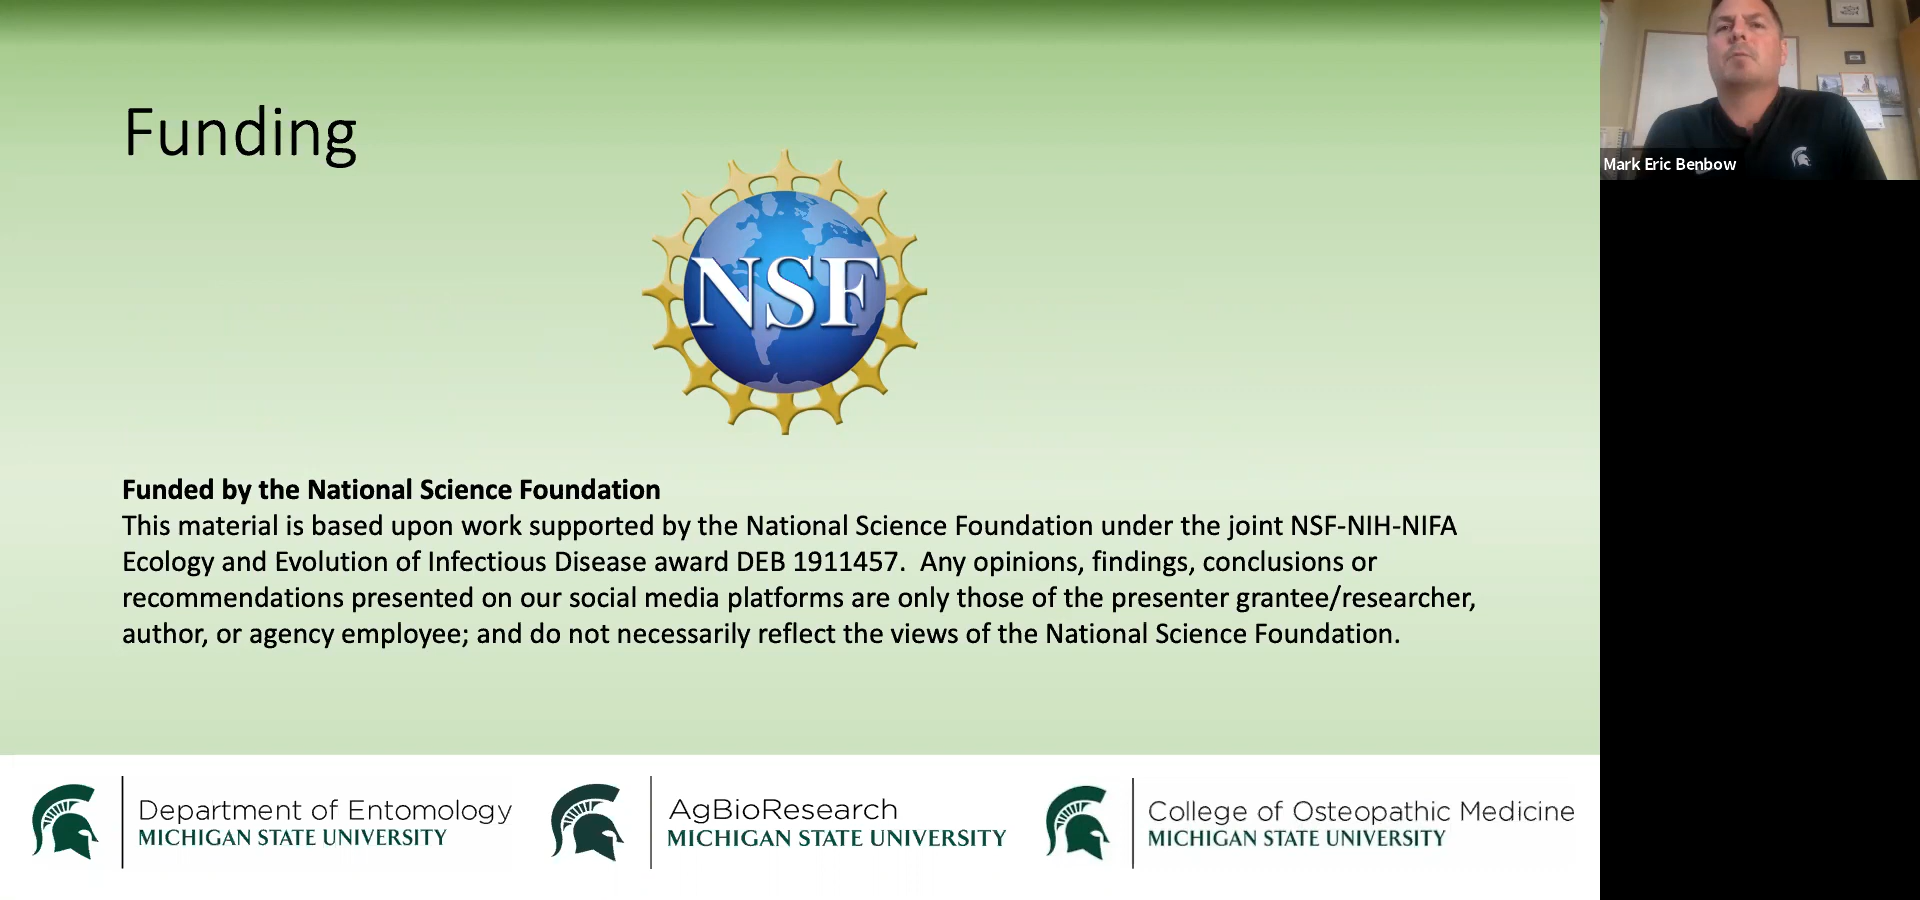 Funding
NSF
Funded by the National Science Foundation
This material is based upon work supported by the National Science Foundation under the joint NSF-NIH-NIFA
Ecology and Evolution of Infectious Disease award DEB 1911457.  Any opinions, findings, conclusions or
recommendations presented on our social media platforms are only those of the presenter grantee/researcher,
author, or agency employee; and do not necessarily reflect the views of the National Science Foundation.
Department of Entomology
MICHIGAN STATE UNIVERSITY
AgBioResearch
MICHIGAN STATE UNIVERSITY
College of Osteopathic Medicine
MICHIGAN STATE UNIVERSITY
Mark Eric Benbow